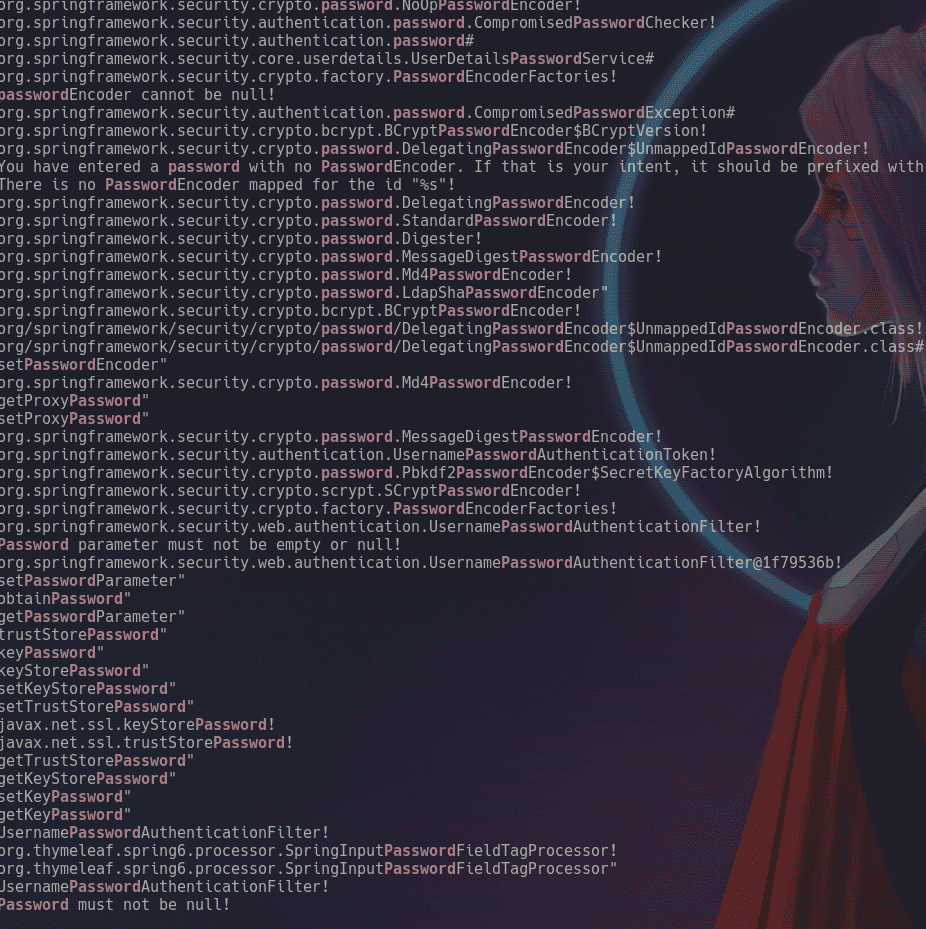 org.springframework.security.crypto.password.NoOpPasswordEncoder!
org.springframework.security.authentication.password.CompromisedPasswordChecker!
org.springframework.security.authentication.password#
org.springframework.security.core.userdetails.UserDetailsPasswordService#
org.springframework.security.crypto.factory.PasswordEncoderFactories!
passwordEncoder cannot be null!
org.springframework.security.authentication.password.CompromisedPasswordException#
org.springframework.security.crypto.bcrypt.BCryptPasswordEncoder$BCryptVersion!
org.springframework.security.crypto.password.DelegatingPasswordEncoder$UnmappedIdPasswordEncoder!
You have entered a password with no PasswordEncoder. If that is your intent, it should be prefixed with
There is no PasswordEncoder mapped for the id "%s"!
org.springframework.security.crypto.password.DelegatingPasswordEncoder!
org.springframework.security.crypto.password.StandardPasswordEncoder!
org.springframework.security.crypto.password.Digester!
org.springframework.security.crypto.password.MessageDigestPasswordEncoder!
org.springframework.security.crypto.password.Md4PasswordEncoder!
org.springframework.security.crypto.password.LdapShaPasswordEncoder"
org.springframework.security.crypto.bcrypt.BCryptPasswordEncoder!
org/springframework/security/crypto/password/DelegatingPasswordEncoder$UnmappedIdPasswordEncoder.class!
org/springframework/security/crypto/password/DelegatingPasswordEncoder$UnmappedIdPasswordEncoder.class#
setPasswordEncoder"
org.springframework.security.crypto.password.Md4PasswordEncoder!
getProxyPassword"
setProxyPassword"
org.springframework.security.crypto.password.MessageDigestPasswordEncoder!
org.springframework.security.authentication.UsernamePasswordAuthenticationToken!
org.springframework.security.crypto.password.Pbkdf2PasswordEncoder$SecretKeyFactoryAlgorithm!
org.springframework.security.crypto.scrypt.SCryptPasswordEncoder!
org.springframework.security.crypto.factory.PasswordEncoderFactories!
org.springframework.security.web.authentication.UsernamePasswordAuthenticationFilter!
Password parameter must not be empty or null!
org.springframework.security.web.authentication.UsernamePasswordAuthenticationFilter@1f79536b!
setPasswordParameter"
obtainPassword"
getPasswordParameter"
trustStorePassword"
keyPassword"
keyStorePassword"
setKeyStorePassword"
setTrustStorePassword"
javax.net.ssl.keyStorePassword!
javax.net.ssl.trustStorePassword!
getTrustStorePassword"
getKeyStorePassword"
setKeyPassword"
getKeyPassword"
UsernamePasswordAuthenticationFilter!
org.thymeleaf.spring6.processor.SpringInputPasswordFieldTagProcessor!
org.thymeleaf.spring6.processor.SpringInputPasswordFieldTagProcessor"
UsernamePasswordAuthenticationFilter!
Password must not be null!